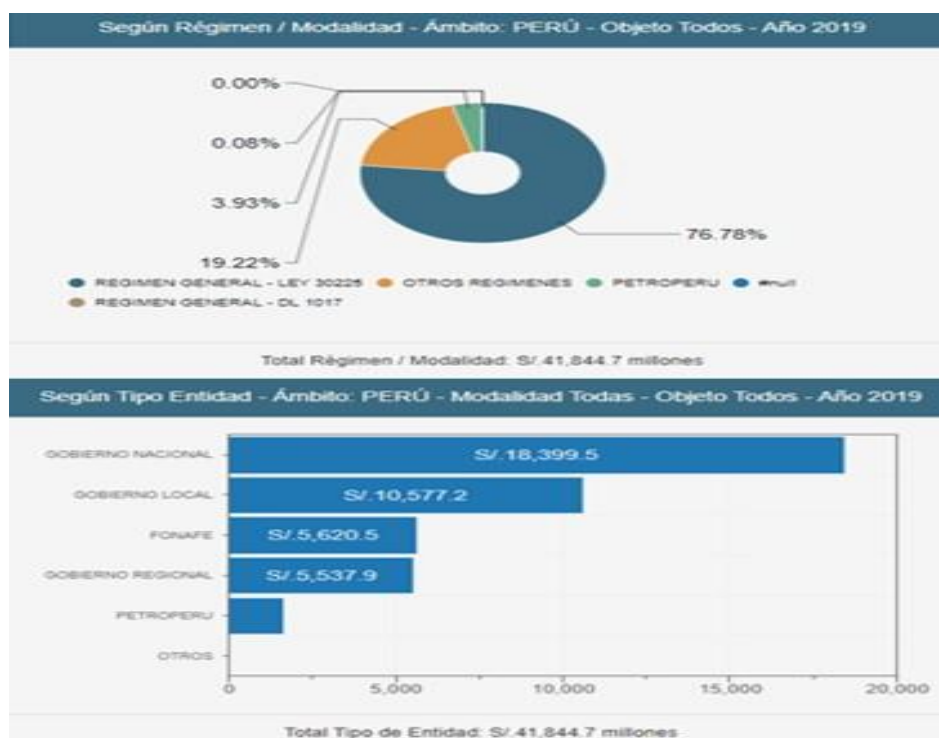 Según Régimen / Modalidad - Ámbito: PERÚ - Objeto Todos - Año 2019
0.00%
0.08%
3.93%
19.22%
76.78%
REGIMEN GENERAL - LEY 30225 OTROS REGIMENES PETROPERU #null
REGIMEN GENERAL - DL 1017
Total Régimen / Modalidad: S/.41,844.7 millones
Según Tipo Entidad - Ámbito: PERÚ - Modalidad Todas - Objeto Todos - Año 2019
GOBIERNO NACIONAL S/.18,399.5
GOBIERNO LOCAL S/.10,577.2
FONAFE S/.5,620.5
GOBIERNO REGIONAL S/.5,537.9
PETROPERU
OTROS
0 5,000 10,000 15,000 20,000
Total Tipo de Entidad: S/.41,844.7 millones